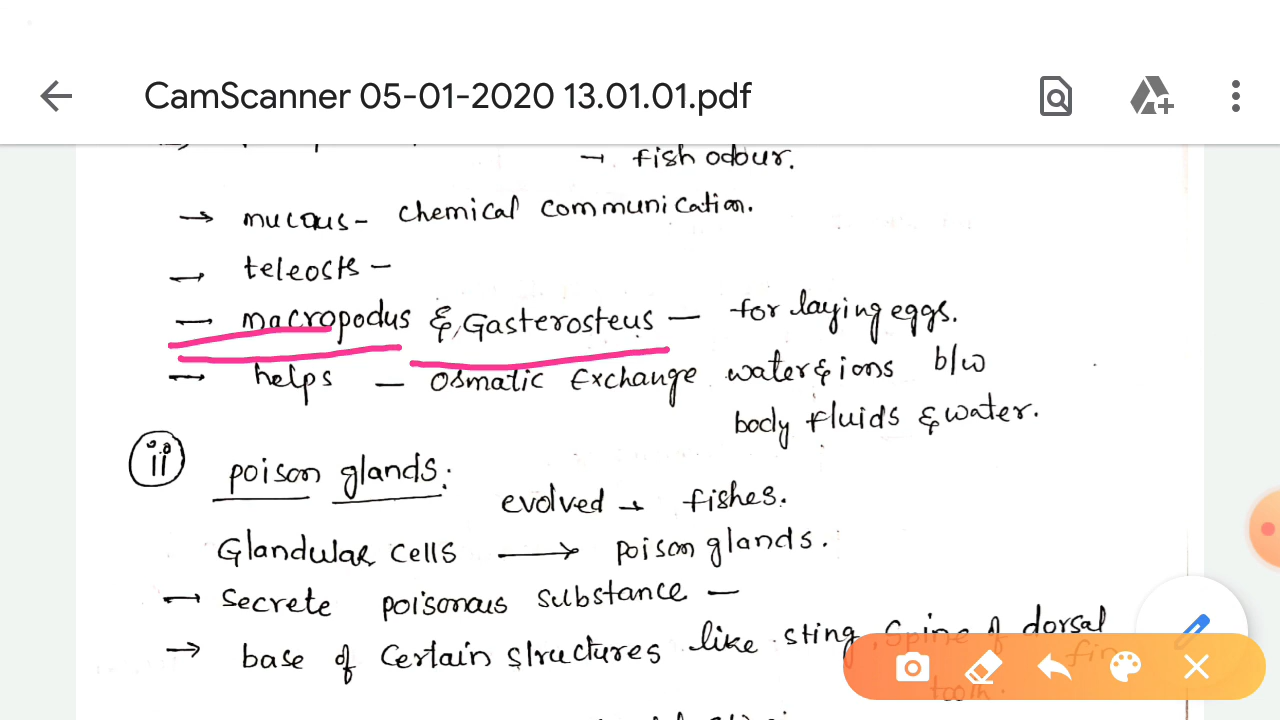 CamScanner 05-01-2020 13.01.01.pdf
→ fish odour.
→ mucous - chemical communication.
— teleosts —
— macropodus & Gasterosteus — for laying eggs.
— helps — Osmatic Exchange water & ions b/w
body fluids & water.
ii poison glands:
evolved → fishes.
Glandular cells → poison glands.
→ Secrete poisonous substance —
→ base of Certain structures like sting, Spine of dorsal
fin
tooth.